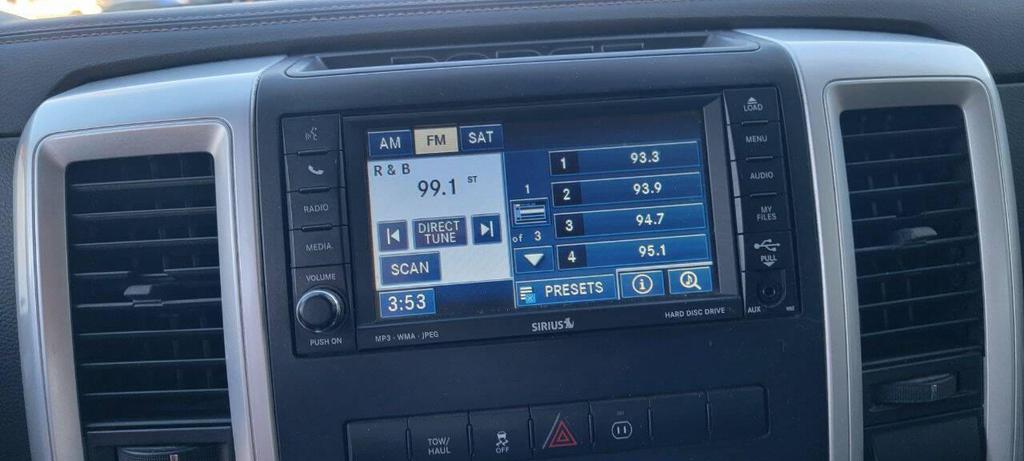 DODGE
AM FM SAT
R & B
99.1 ST
DIRECT
TUNE
SCAN
3:53
1
of 3
1 93.3
2 93.9
3 94.7
4 95.1
PRESETS
RADIO
MEDIA
VOLUME
PUSH ON
LOAD
MENU
AUDIO
MY
FILES
PULL
AUX
MP3 · WMA · JPEG
SIRIUS
HARD DISC DRIVE
TOW/
HAUL
OFF